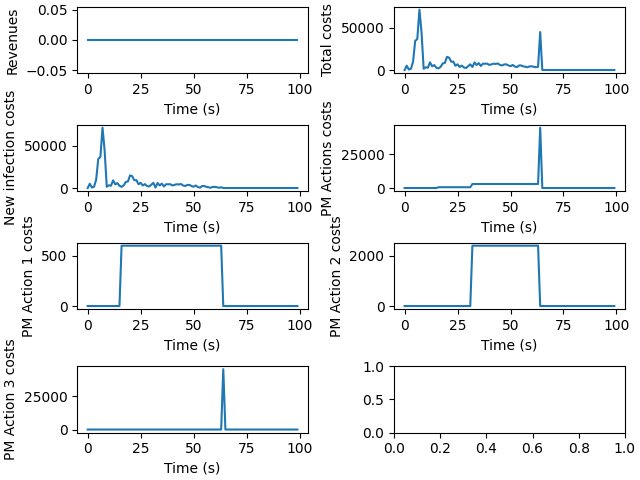 Revenues
0.05
0.00
−0.05
0 25 50 75 100
Time (s)
Total costs
50000
0
0 25 50 75 100
Time (s)
New infection costs
50000
0
0 25 50 75 100
Time (s)
PM Actions costs
25000
0
0 25 50 75 100
Time (s)
PM Action 1 costs
500
0
0 25 50 75 100
Time (s)
PM Action 2 costs
2000
0
0 25 50 75 100
Time (s)
PM Action 3 costs
25000
0
0 25 50 75 100
Time (s)
1.0
0.5
0.0
0.0 0.2 0.4 0.6 0.8 1.0